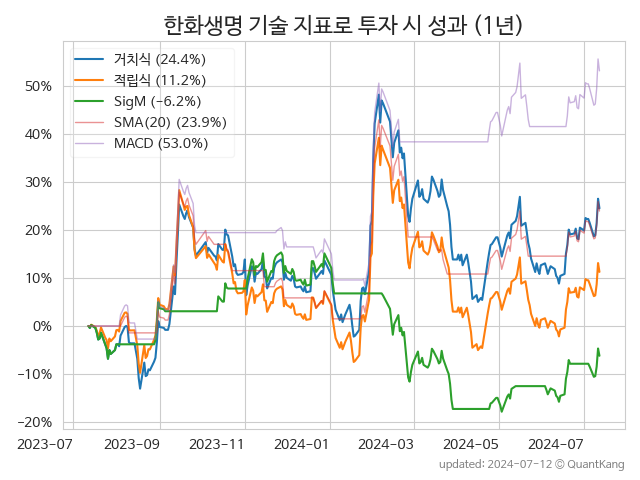 한화생명 기술 지표로 투자 시 성과 (1년)
거치식 (24.4%)
적립식 (11.2%)
SigM (−6.2%)
SMA(20) (23.9%)
MACD (53.0%)
50%
40%
30%
20%
10%
0%
−10%
−20%
2023-07 2023-09 2023-11 2024-01 2024-03 2024-05 2024-07
updated: 2024-07-12 © QuantKang